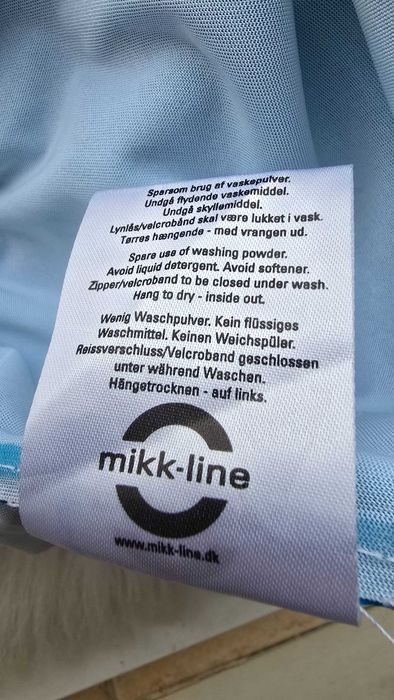 Sparsom brug af vaskepulver.
Undgå flydende vaskemiddel.
Undgå skyllemiddel.
Lynlås/velcrobånd skal være lukket i vask.
Tørres hængende - med vrangen ud.
Spare use of washing powder.
Avoid liquid detergent. Avoid softener.
Zipper/velcroband to be closed under wash.
Hang to dry - inside out.
Wenig Waschpulver. Kein flüssiges
Waschmittel. Keinen Weichspüler.
Reissverschluss/Velcroband geschlossen
unter während Waschen.
Hängetrocknen - auf links.
mikk-line
www.mikk-line.dk